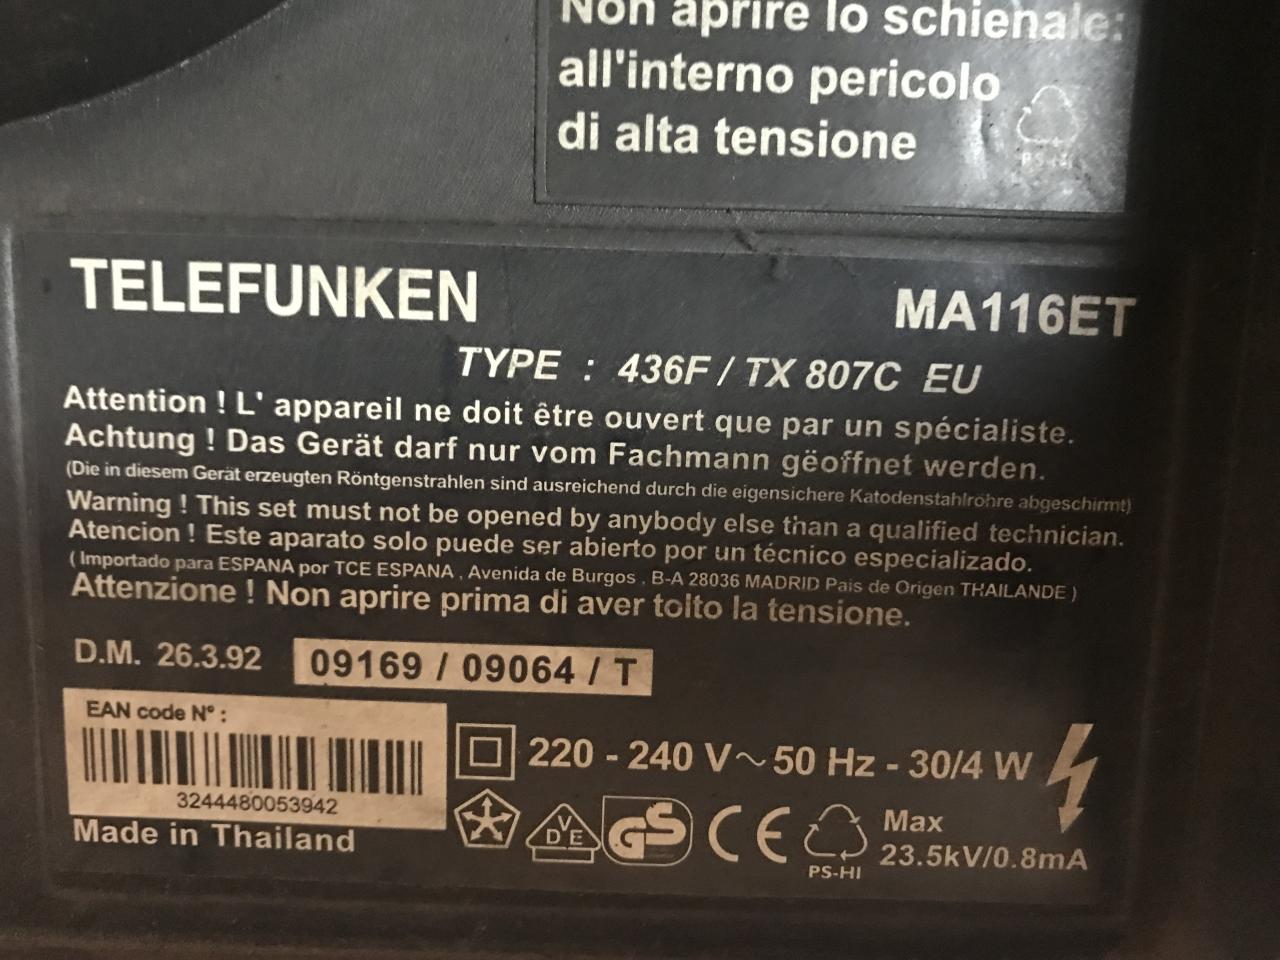 Non aprire lo schienale:
all'interno pericolo
di alta tensione
PS-HI
TELEFUNKEN
MA116ET
TYPE : 436F / TX 807C EU
Attention ! L' appareil ne doit être ouvert que par un spécialiste.
Achtung ! Das Gerät darf nur vom Fachmann gëoffnet werden.
(Die in diesem Gerät erzeugten Röntgenstrahlen sind ausreichend durch die eigensichere Katodenstahlröhre abgeschirmt)
Warning ! This set must not be opened by anybody else than a qualified technician.
Atencion ! Este aparato solo puede ser abierto por un técnico especializado.
( Importado para ESPANA por TCE ESPANA , Avenida de Burgos , B-A 28036 MADRID Pais de Origen THAILANDE )
Attenzione ! Non aprire prima di aver tolto la tensione.
D.M. 26.3.92
09169 / 09064 / T
EAN code N° :
3244480053942
Made in Thailand
220 - 240 V~50 Hz - 30/4 W
VDE
GS
CE
PS-HI
Max
23.5kV/0.8mA